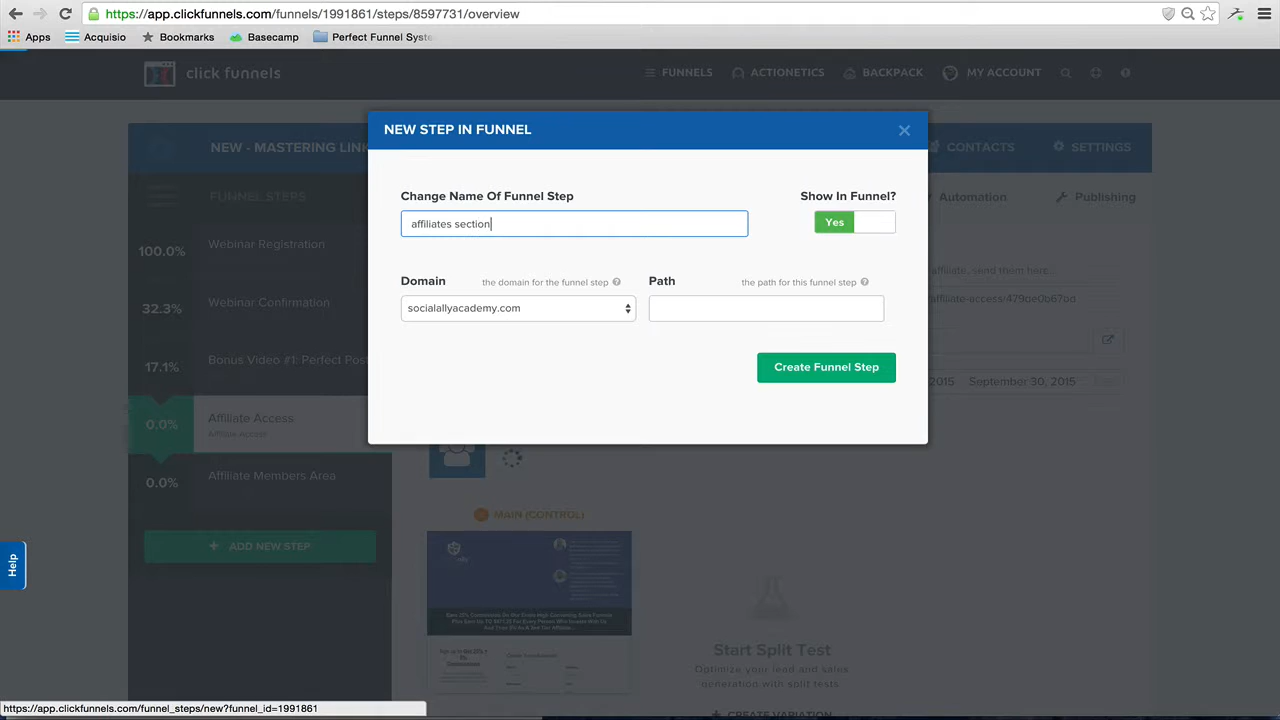 https://app.clickfunnels.com/funnels/1991861/steps/8597731/overview
Apps Acquisio Bookmarks Basecamp Perfect Funnel Syste
click funnels FUNNELS ACTIONETICS BACKPACK MY ACCOUNT
NEW STEP IN FUNNEL
NEW - MASTERING LINK CONTACTS SETTINGS
FUNNEL STEPS Automation Publishing
Change Name Of Funnel Step Show In Funnel?
affiliates section Yes
100.0% Webinar Registration
affiliate, send them here...
Domain the domain for the funnel step Path the path for this funnel step
socialallyacademy.com
32.3% Webinar Confirmation
17.1% Bonus Video #1: Perfect Post
Create Funnel Step
2015 September 30, 2015
0.0% Affiliate Access
Affiliate Access
0.0% Affiliate Members Area
MAIN (CONTROL)
ADD NEW STEP
Help
Start Split Test
Optimize your lead and sales
generation with split tests
CREATE VARIATION
https://app.clickfunnels.com/funnel_steps/new?funnel_id=1991861